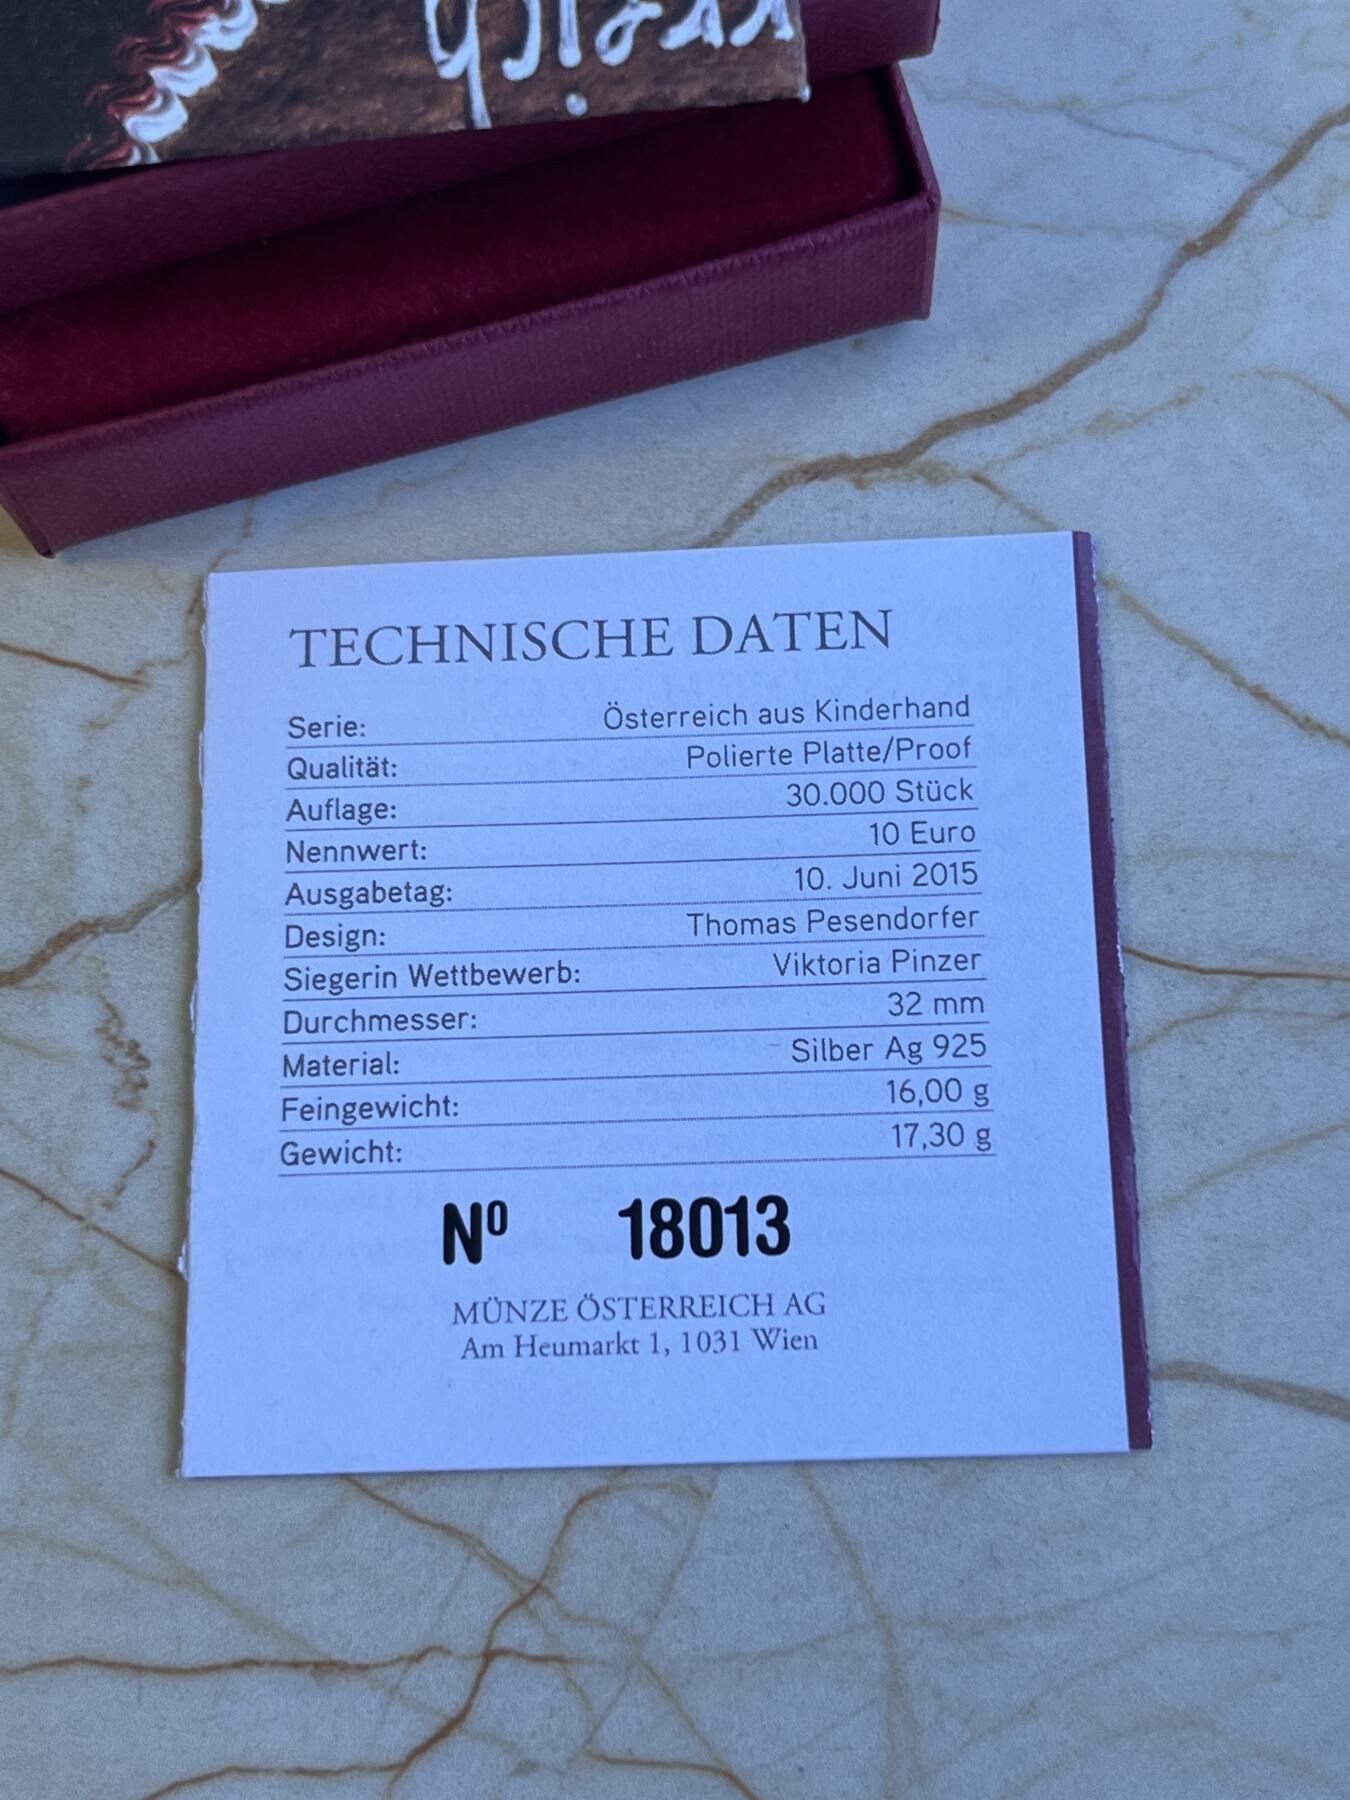 TECHNISCHE DATEN
Serie: Österreich aus Kinderhand
Qualität: Polierte Platte/Proof
Auflage: 30.000 Stück
Nennwert: 10 Euro
Ausgabetag: 10. Juni 2015
Design: Thomas Pesendorfer
Siegerin Wettbewerb: Viktoria Pinzer
Durchmesser: 32 mm
Material: Silber Ag 925
Feingewicht: 16,00 g
Gewicht: 17,30 g
Nº 18013
MÜNZE ÖSTERREICH AG
Am Heumarkt 1, 1031 Wien